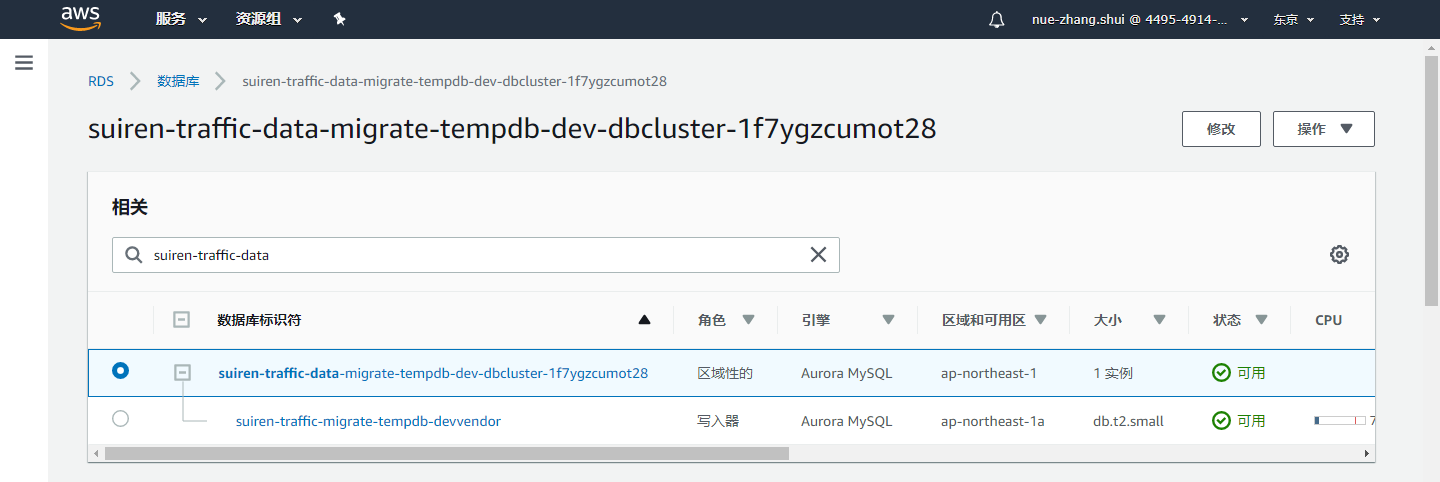 aws 服务 资源组 nue-zhang.shui @ 4495-4914-... 东京 支持
RDS 数据库 suiren-traffic-data-migrate-tempdb-dev-dbcluster-1f7ygzcumot28
suiren-traffic-data-migrate-tempdb-dev-dbcluster-1f7ygzcumot28 修改 操作
相关
suiren-traffic-data
数据库标识符 角色 引擎 区域和可用区 大小 状态 CPU
suiren-traffic-data-migrate-tempdb-dev-dbcluster-1f7ygzcumot28 区域性的 Aurora MySQL ap-northeast-1 1 实例 可用
suiren-traffic-migrate-tempdb-devvendor 写入器 Aurora MySQL ap-northeast-1a db.t2.small 可用